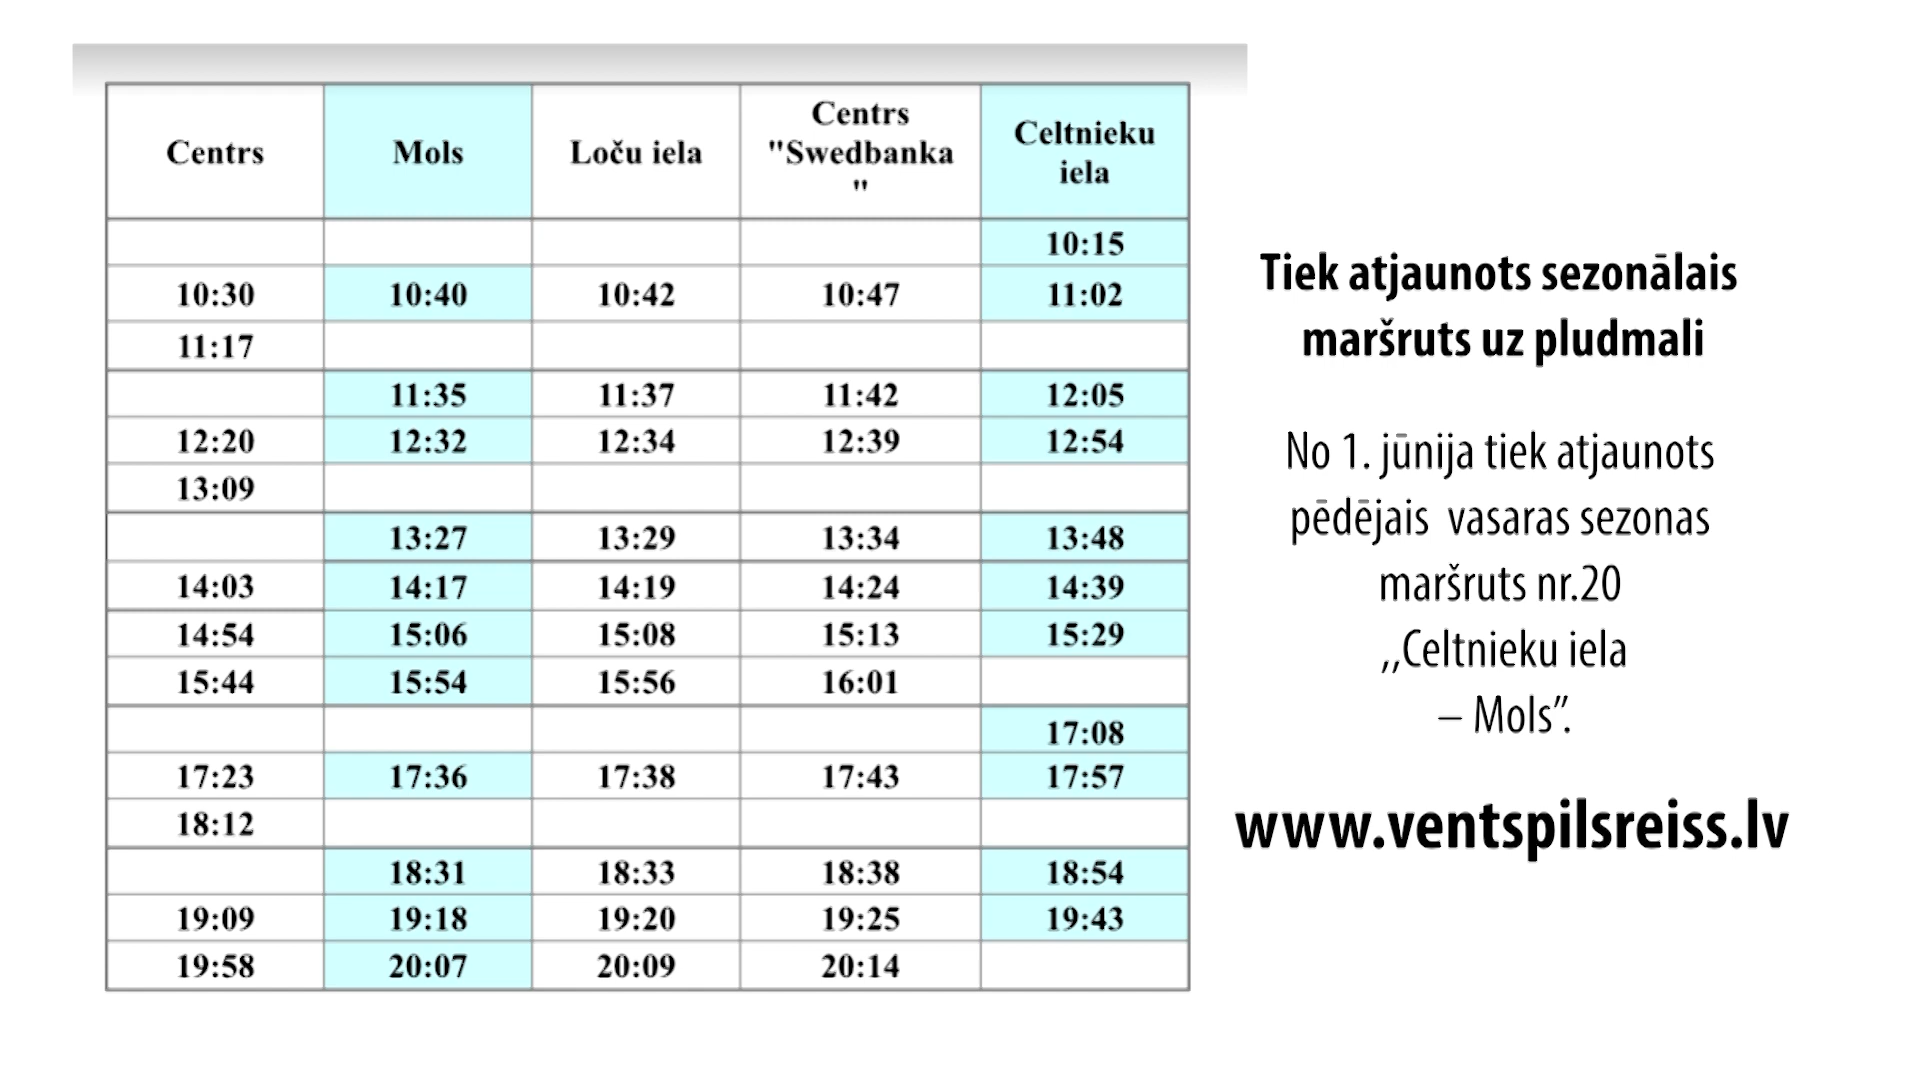 Centrs Mols Loču iela Centrs "Swedbanka " Celtnieku iela
10:15
10:30 10:40 10:42 10:47 11:02
11:17
11:35 11:37 11:42 12:05
12:20 12:32 12:34 12:39 12:54
13:09
13:27 13:29 13:34 13:48
14:03 14:17 14:19 14:24 14:39
14:54 15:06 15:08 15:13 15:29
15:44 15:54 15:56 16:01
17:08
17:23 17:36 17:38 17:43 17:57
18:12
18:31 18:33 18:38 18:54
19:09 19:18 19:20 19:25 19:43
19:58 20:07 20:09 20:14
Tiek atjaunots sezonālais
maršruts uz pludmali
No 1. jūnija tiek atjaunots
pēdējais vasaras sezonas
maršruts nr.20
,,Celtnieku iela
– Mols”.
www.ventspilsreiss.lv